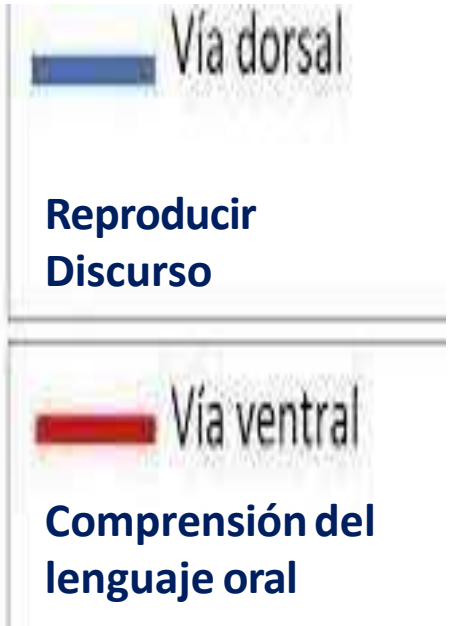 Vía dorsal
Reproducir
Discurso
Vía ventral
Comprensión del
lenguaje oral